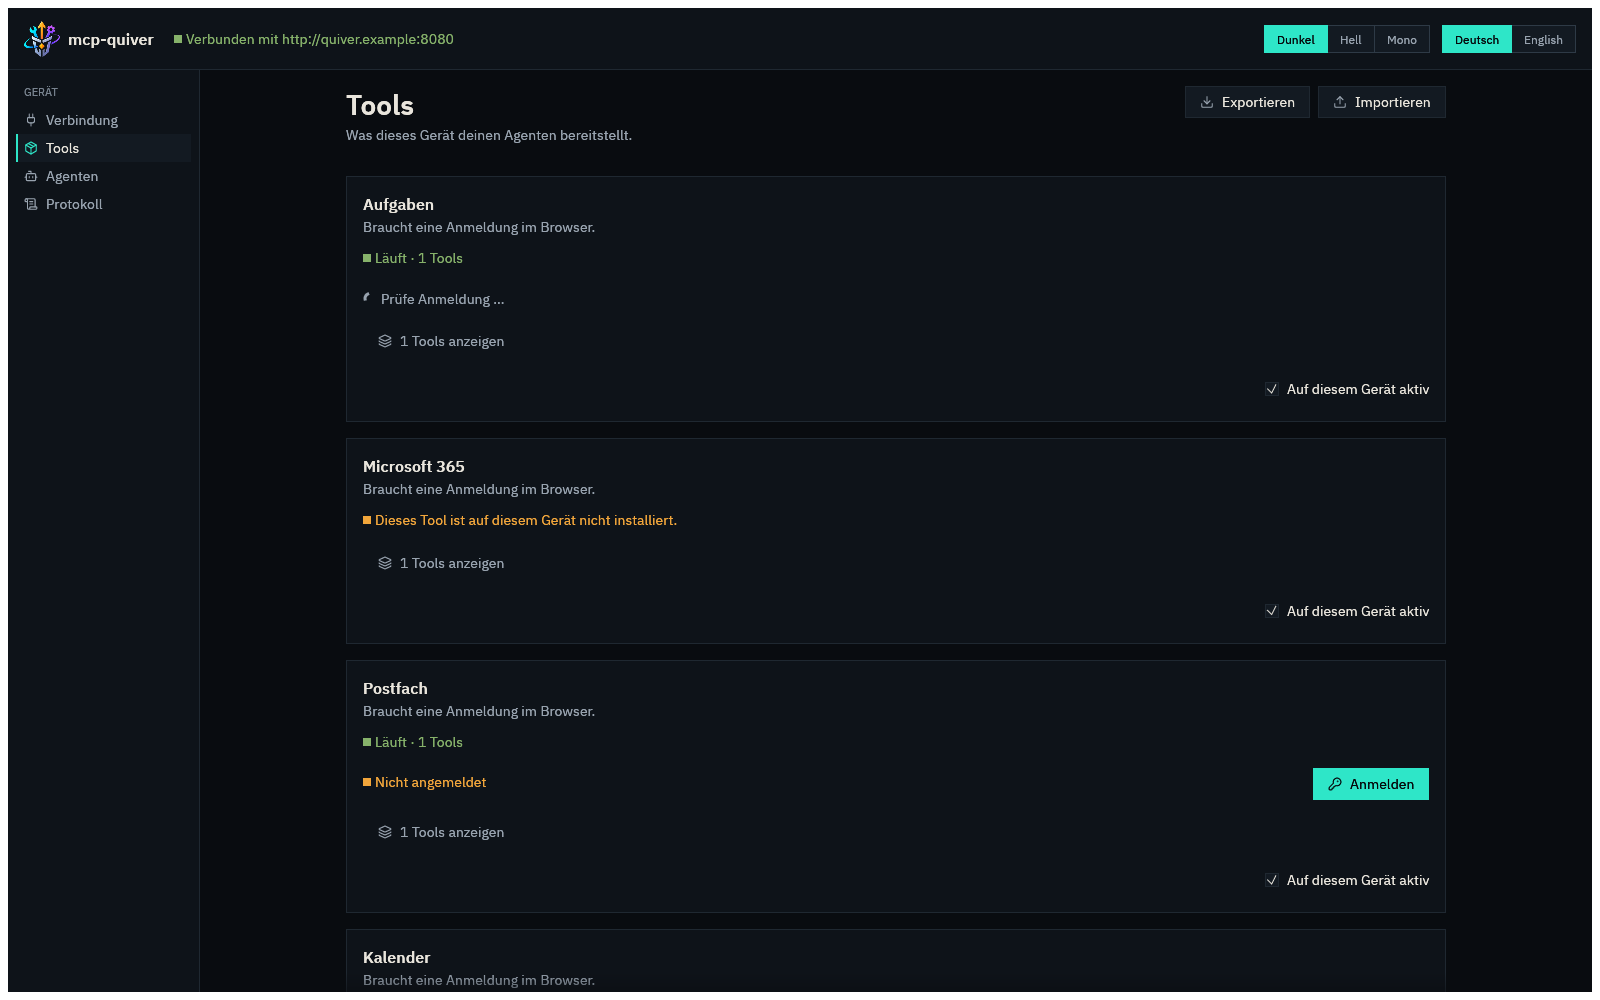 mcp-quiver
Verbunden mit http://quiver.example:8080
Dunkel
Hell
Mono
Deutsch
English
GERÄT
Verbindung
Tools
Agenten
Protokoll
Tools
Was dieses Gerät deinen Agenten bereitstellt.
Exportieren
Importieren
Aufgaben
Braucht eine Anmeldung im Browser.
Läuft · 1 Tools
Prüfe Anmeldung ...
1 Tools anzeigen
Auf diesem Gerät aktiv
Microsoft 365
Braucht eine Anmeldung im Browser.
Dieses Tool ist auf diesem Gerät nicht installiert.
1 Tools anzeigen
Auf diesem Gerät aktiv
Postfach
Braucht eine Anmeldung im Browser.
Läuft · 1 Tools
Nicht angemeldet
Anmelden
1 Tools anzeigen
Auf diesem Gerät aktiv
Kalender
Braucht eine Anmeldung im Browser.